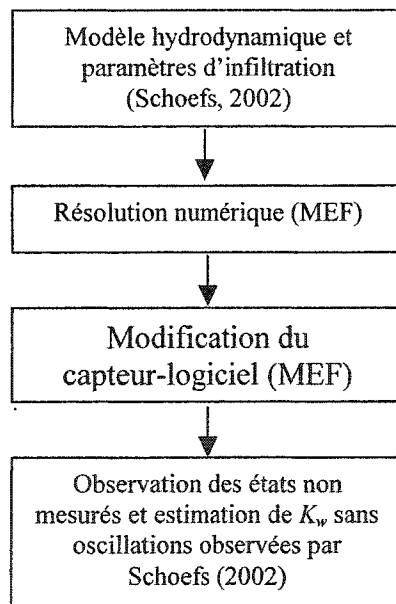 Modèle hydrodynamique et
paramètres d'infiltration
(Schoefs, 2002)
Résolution numérique (MEF)
Modification du
capteur-logiciel (MEF)
Observation des états non
mesurés et estimation de Kw sans
oscillations observées par
Schoefs (2002)